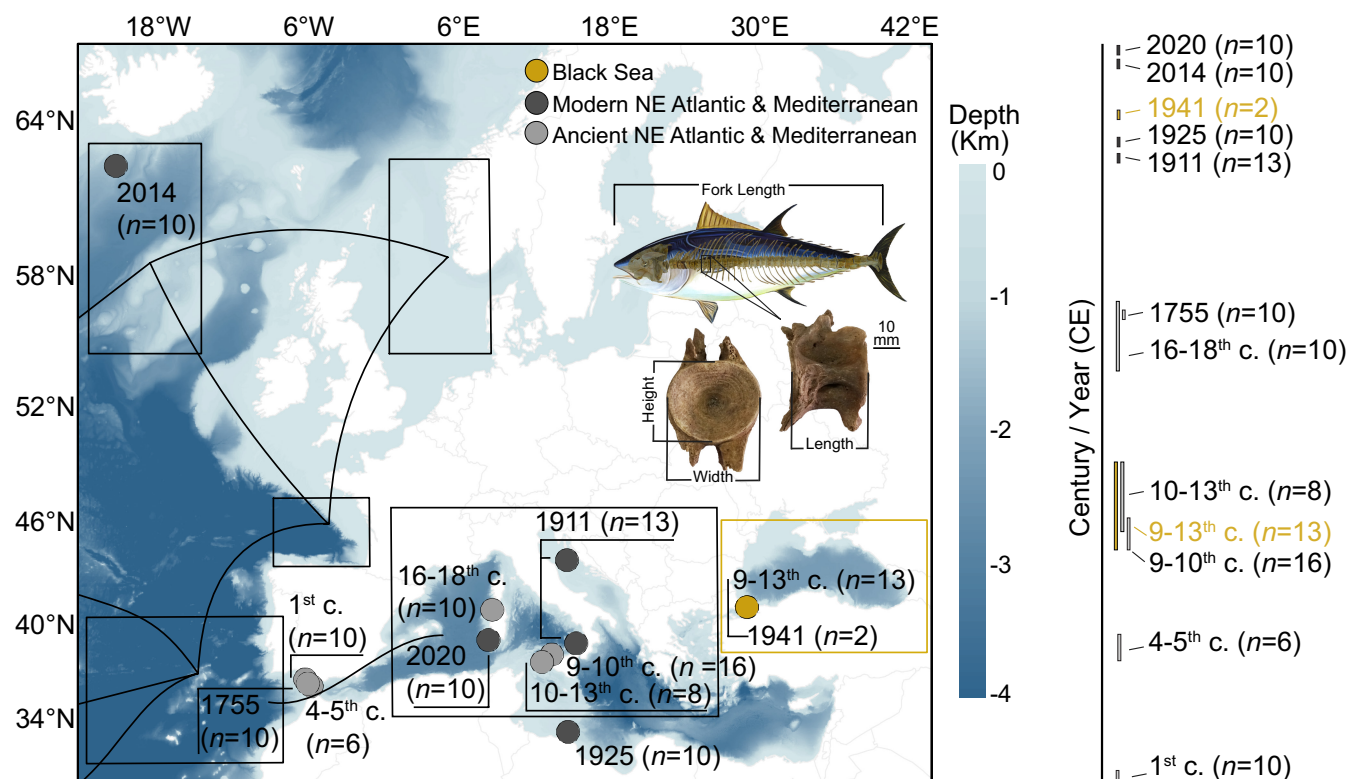 18°W 6°W 6°E 18°E 30°E 42°E
64°N
58°N
52°N
46°N
40°N
34°N
Black Sea
Modern NE Atlantic & Mediterranean
Ancient NE Atlantic & Mediterranean
2014
(n=10)
Fork Length
10
mm
Height
Width
Length
1911 (n=13)
16-18th c.
(n=10)
1st c.
(n=10)
2020
(n=10)
9-10th c. (n =16)
10-13th c. (n=8)
1755
(n=10)
4-5th c.
(n=6)
1925 (n=10)
9-13th c. (n=13)
1941 (n=2)
Depth
(Km)
0
-1
-2
-3
-4
Century / Year (CE)
2020 (n=10)
2014 (n=10)
1941 (n=2)
1925 (n=10)
1911 (n=13)
1755 (n=10)
16-18th c. (n=10)
10-13th c. (n=8)
9-13th c. (n=13)
9-10th c. (n=16)
4-5th c. (n=6)
1st c. (n=10)